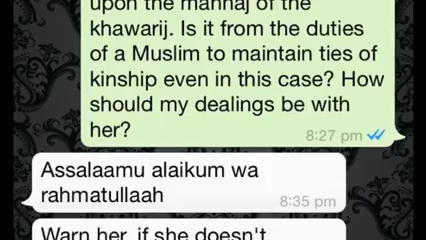 upon the manhaj of the
khawarij. Is it from the duties
of a Muslim to maintain ties of
kinship even in this case? How
should my dealings be with
her?
8:27 pm
Assalaamu alaikum wa
rahmatullaah
8:35 pm
Warn her, if she doesn't